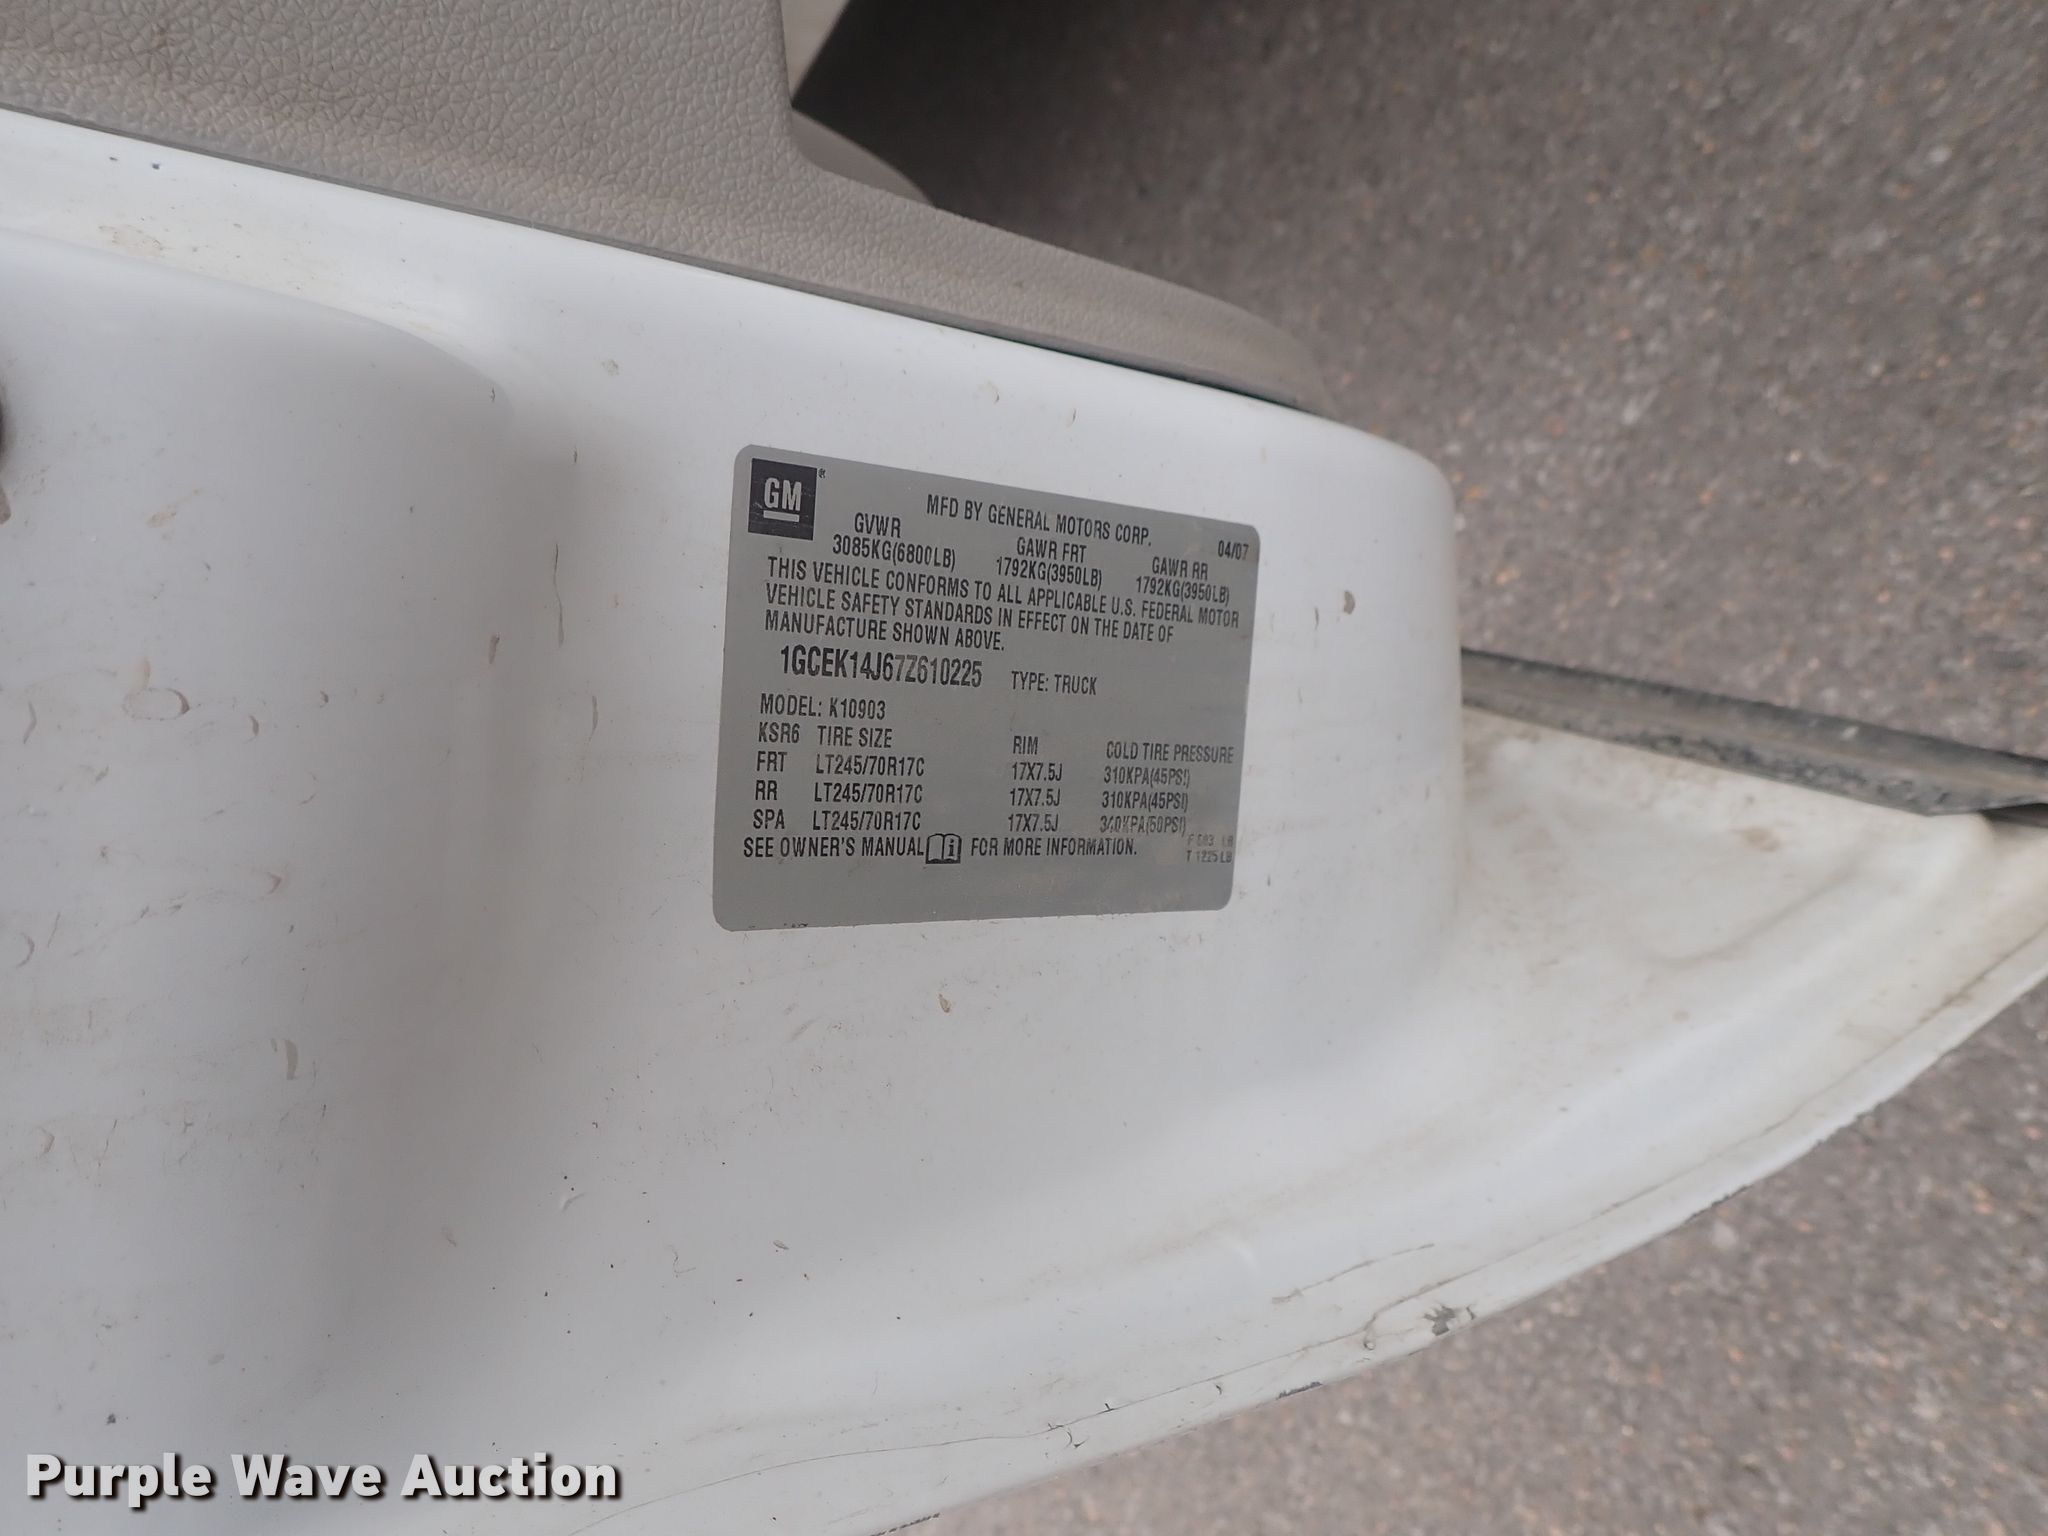 GM
MFD BY GENERAL MOTORS CORP. 04/07
GVWR GAWR FRT GAWR RR
3085KG(6800LB) 1792KG(3950LB) 1792KG(3950LB)
THIS VEHICLE CONFORMS TO ALL APPLICABLE U.S. FEDERAL MOTOR
VEHICLE SAFETY STANDARDS IN EFFECT ON THE DATE OF
MANUFACTURE SHOWN ABOVE.
1GCEK14J67Z610225 TYPE: TRUCK
MODEL: K10903
KSR6 TIRE SIZE RIM COLD TIRE PRESSURE
FRT LT245/70R17C 17X7.5J 310KPA(45PSI)
RR LT245/70R17C 17X7.5J 310KPA(45PSI)
SPA LT245/70R17C 17X7.5J 340KPA(50PSI)
SEE OWNER'S MANUAL FOR MORE INFORMATION.
T 1225 LB
Purple Wave Auction